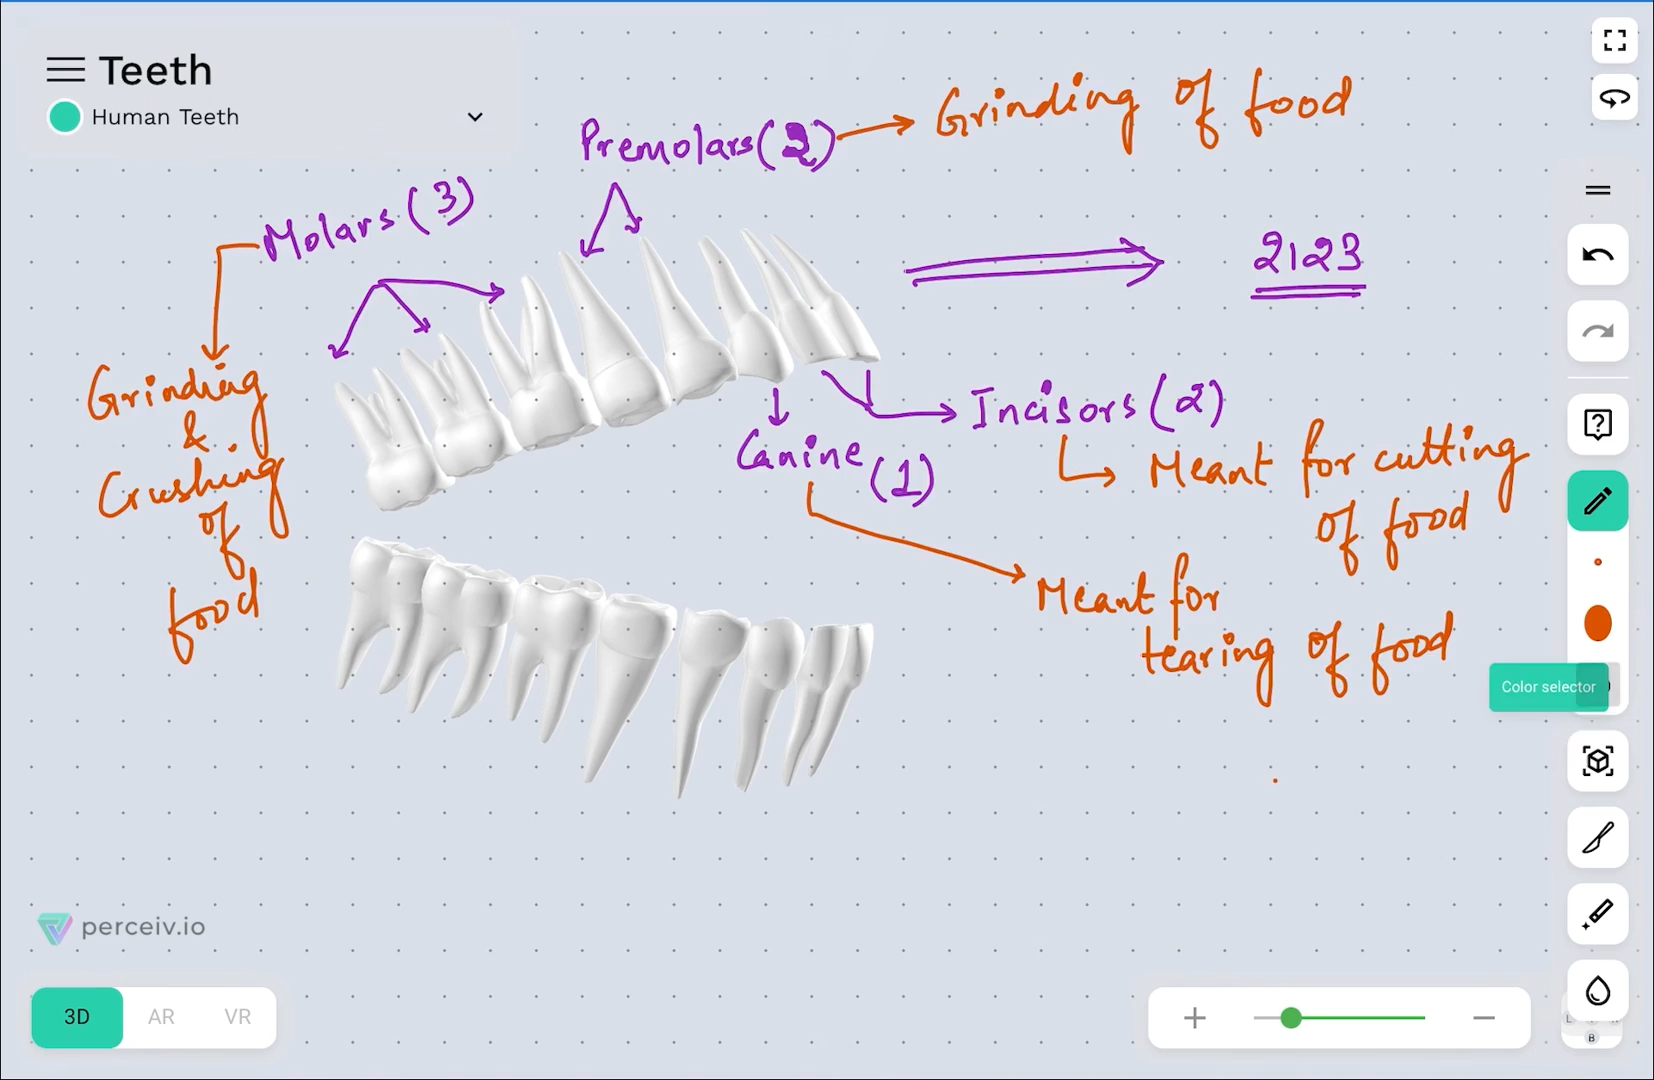 Teeth
Human Teeth
Premolars(2)
Grinding of food
Molars(3)
2123
Grinding
&
Crushing
of
food
Incisors(2)
Canine
(1)
Meant for cutting
of food
Meant for
tearing of food
Color selector
perceiv.io
3D AR VR
B